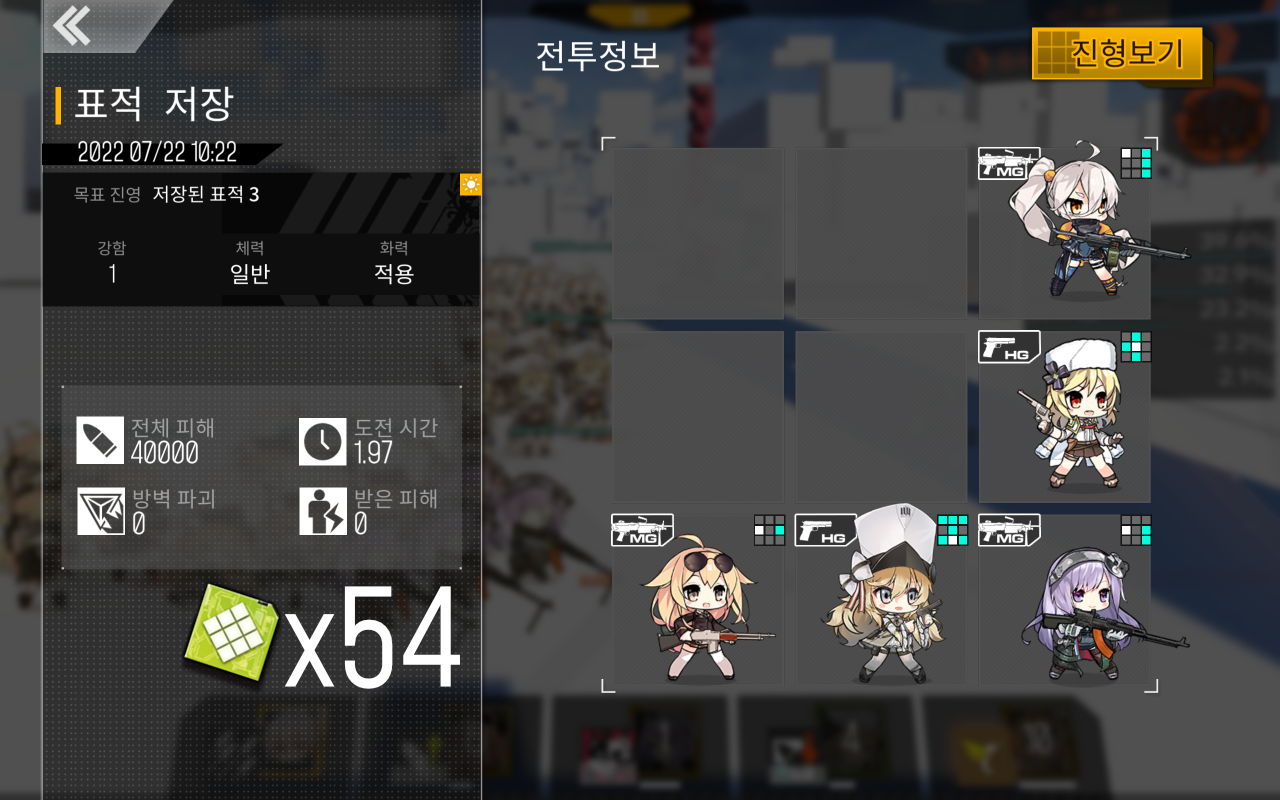 표적 저장
2022 07/22 10:22
목표 진영 저장된 표적 3
강함 체력 화력
1 일반 적용
전체 피해
40000
도전 시간
1.97
방벽 파괴
0
받은 피해
0
x54
전투정보
진형보기
MG
HG
MG
HG
MG